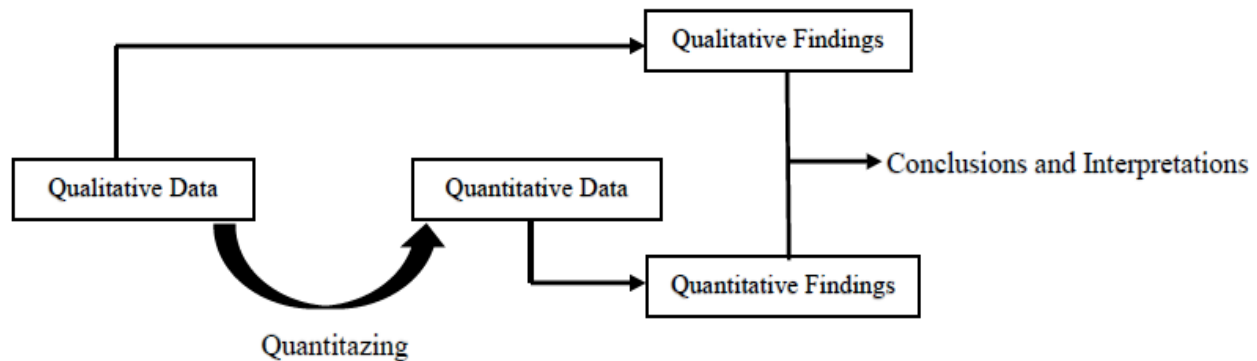 Qualitative Findings
Conclusions and Interpretations
Qualitative Data
Quantitative Data
Quantitative Findings
Quantitazing